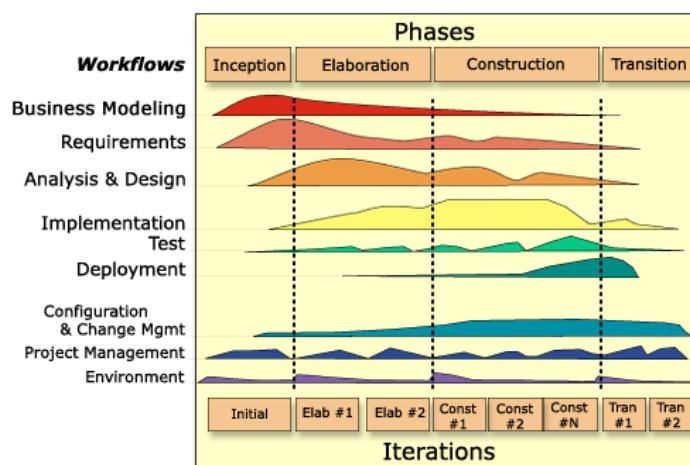 Phases
Workflows
Inception
Elaboration
Construction
Transition
Business Modeling
Requirements
Analysis & Design
Implementation
Test
Deployment
Configuration
& Change Mgmt
Project Management
Environment
Initial
Elab #1
Elab #2
Const
#1
Const
#2
Const
#N
Tran
#1
Tran
#2
Iterations